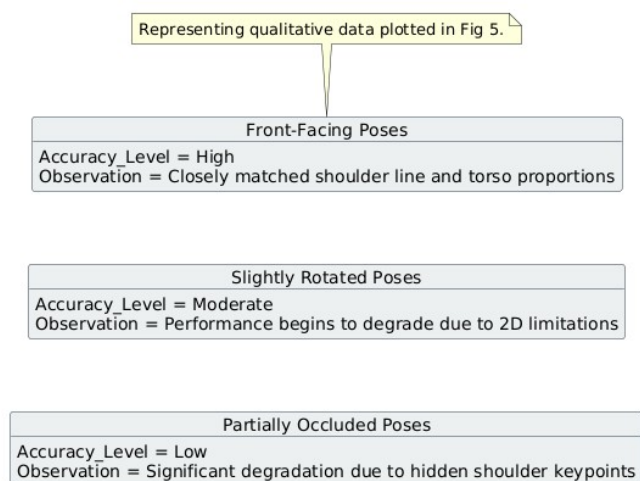 Representing qualitative data plotted in Fig 5.
Front-Facing Poses
Accuracy_Level = High
Observation = Closely matched shoulder line and torso proportions
Slightly Rotated Poses
Accuracy_Level = Moderate
Observation = Performance begins to degrade due to 2D limitations
Partially Occluded Poses
Accuracy_Level = Low
Observation = Significant degradation due to hidden shoulder keypoints